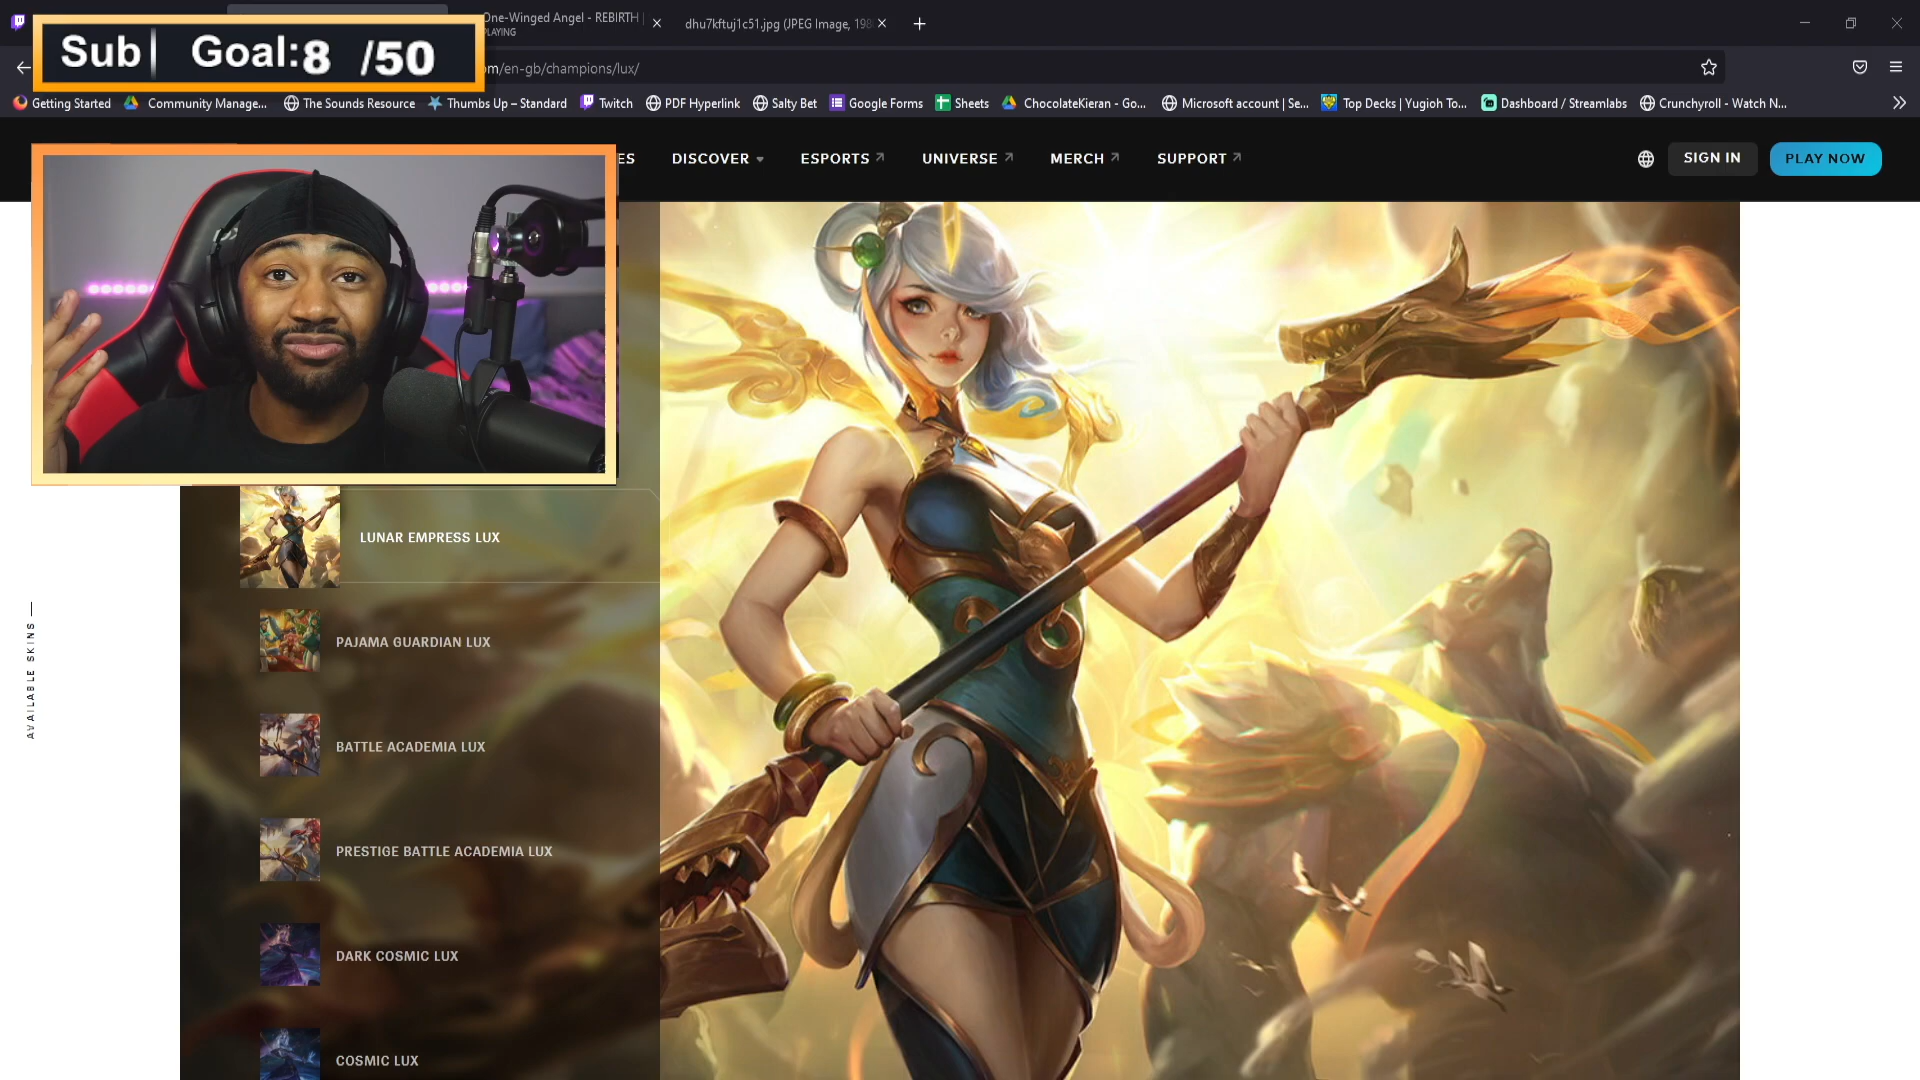 One-Winged Angel - REBIRTH |
PLAYING
dhu7kftuj1c51.jpg (JPEG Image, 198
Sub | Goal:8 /50
om/en-gb/champions/lux/
Getting Started Community Manage... The Sounds Resource Thumbs Up – Standard Twitch PDF Hyperlink Salty Bet Google Forms Sheets ChocolateKieran - Go... Microsoft account | Se... Top Decks | Yugioh To... Dashboard / Streamlabs Crunchyroll - Watch N...
ES DISCOVER ESPORTS UNIVERSE MERCH SUPPORT SIGN IN PLAY NOW
LUNAR EMPRESS LUX
PAJAMA GUARDIAN LUX
AVAILABLE SKINS
BATTLE ACADEMIA LUX
PRESTIGE BATTLE ACADEMIA LUX
DARK COSMIC LUX
COSMIC LUX